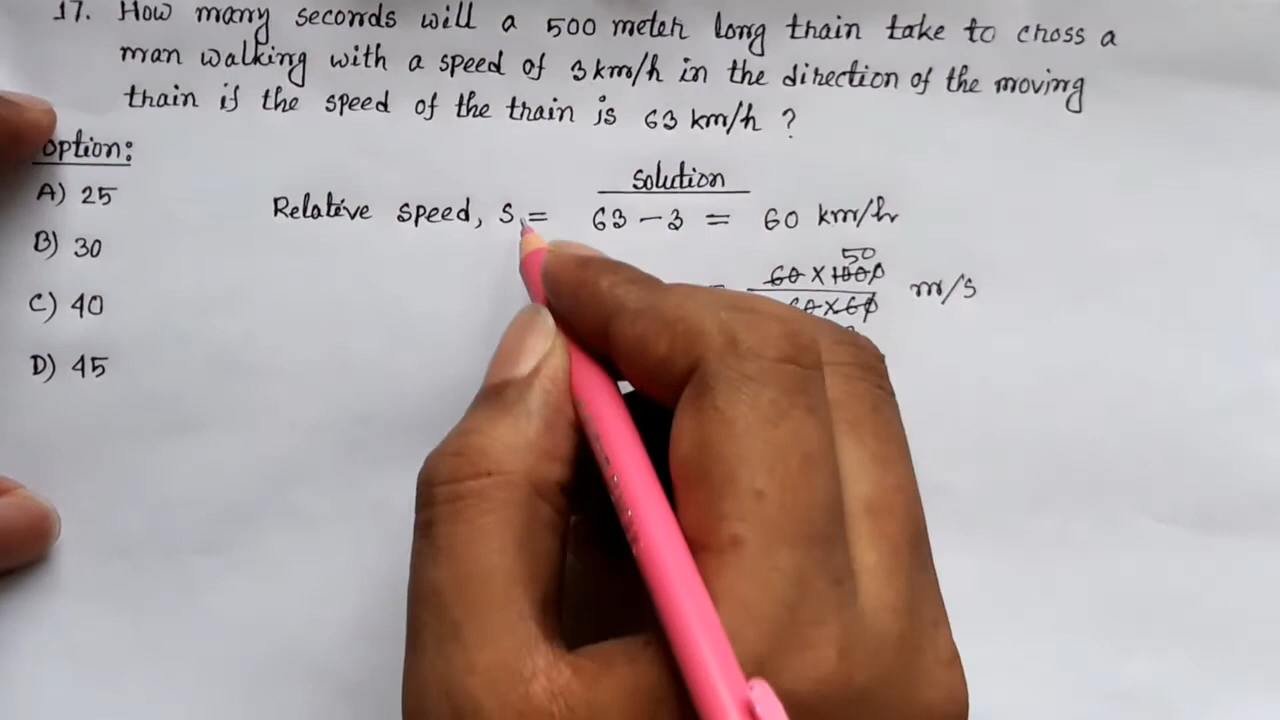 17. How many seconds will a 500 meter long train take to cross a
man walking with a speed of 3 km/h in the direction of the moving
train if the speed of the train is 63 km/h ?
option:
A) 25
B) 30
C) 40
D) 45
Solution
Relative speed, S = 63 - 3 = 60 km/hr
50
= 60 X 1000 m/s
60 X 60